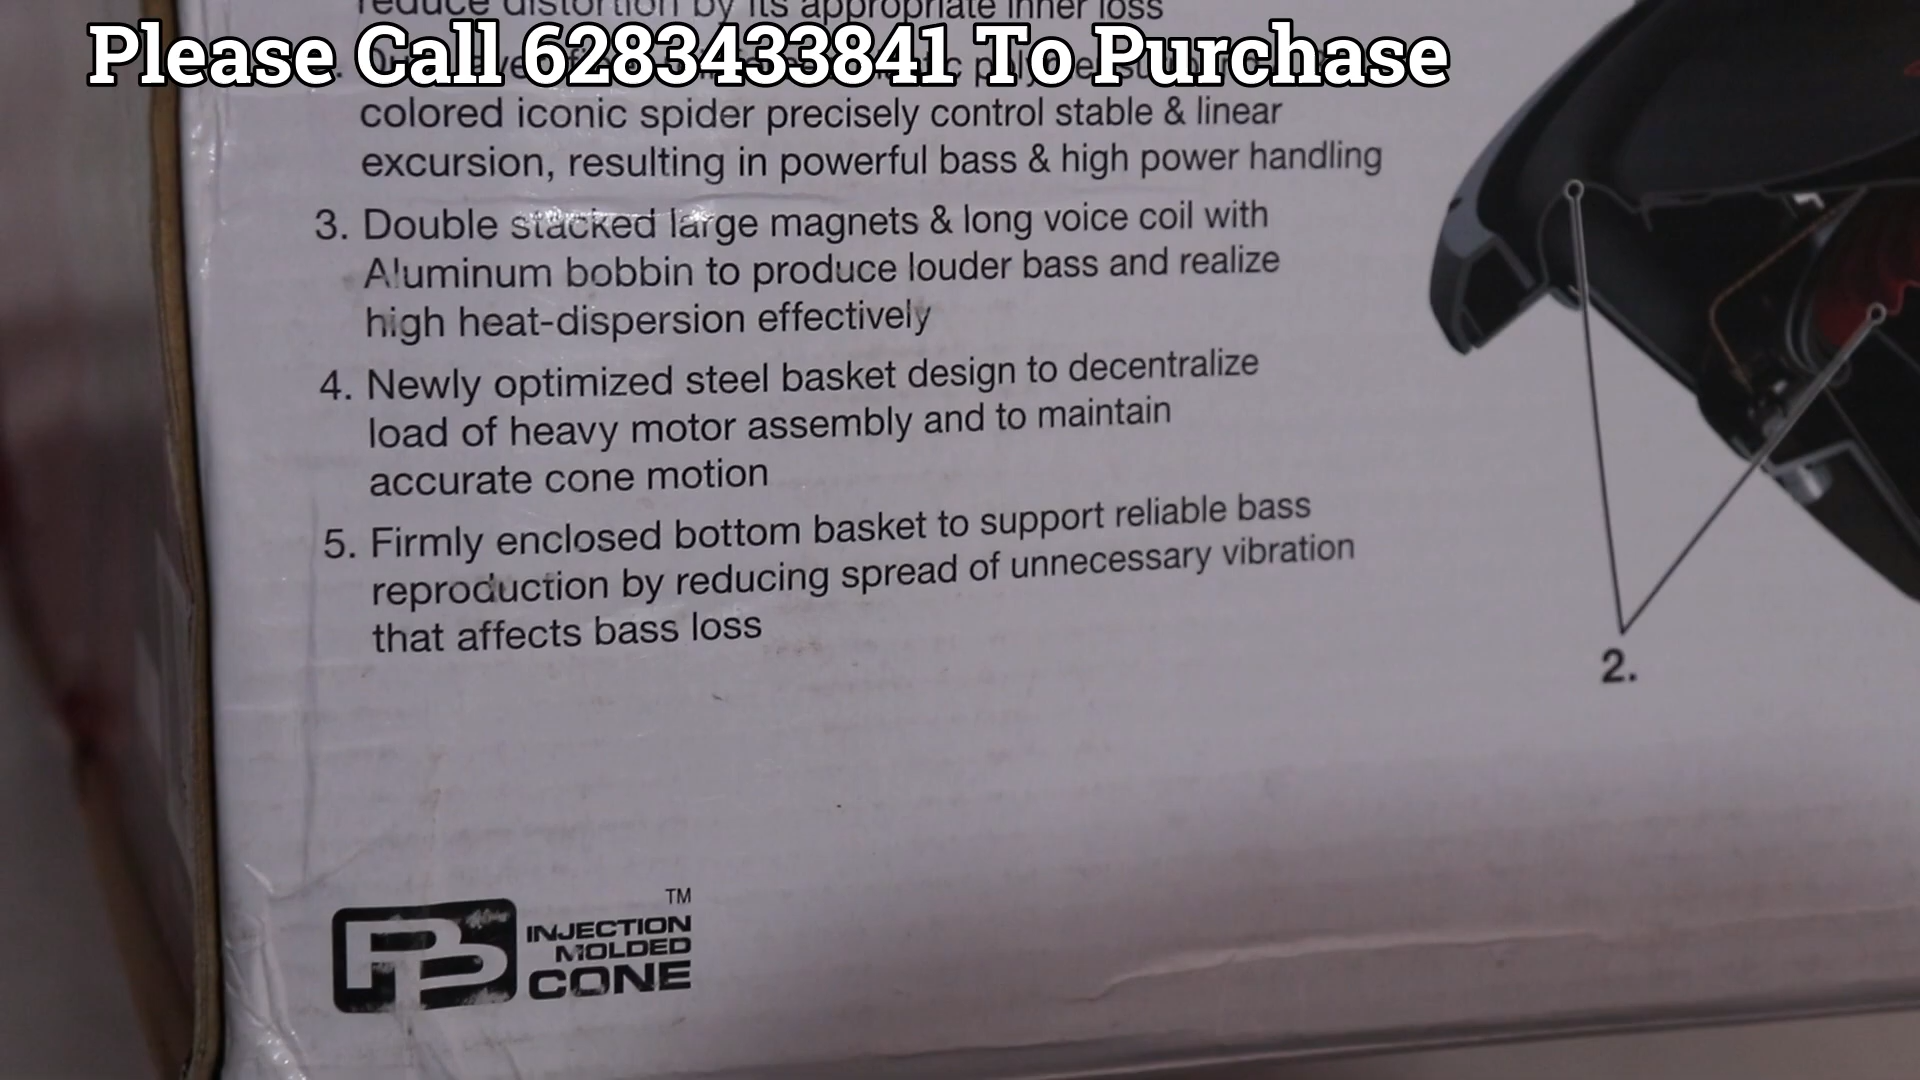 reduce distortion by its appropriate inner loss
Please Call 6283433841 To Purchase
colored iconic spider precisely control stable & linear
excursion, resulting in powerful bass & high power handling
3. Double stacked large magnets & long voice coil with
Aluminum bobbin to produce louder bass and realize
high heat-dispersion effectively
4. Newly optimized steel basket design to decentralize
load of heavy motor assembly and to maintain
accurate cone motion
5. Firmly enclosed bottom basket to support reliable bass
reproduction by reducing spread of unnecessary vibration
that affects bass loss
2.
TM
INJECTION
MOLDED
CONE